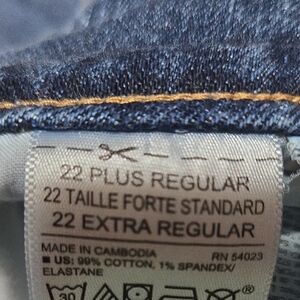 22 PLUS REGULAR
22 TAILLE FORTE STANDARD
22 EXTRA REGULAR
MADE IN CAMBODIA RN 54023
■ US: 99% COTTON, 1% SPANDEX/
ELASTANE
30